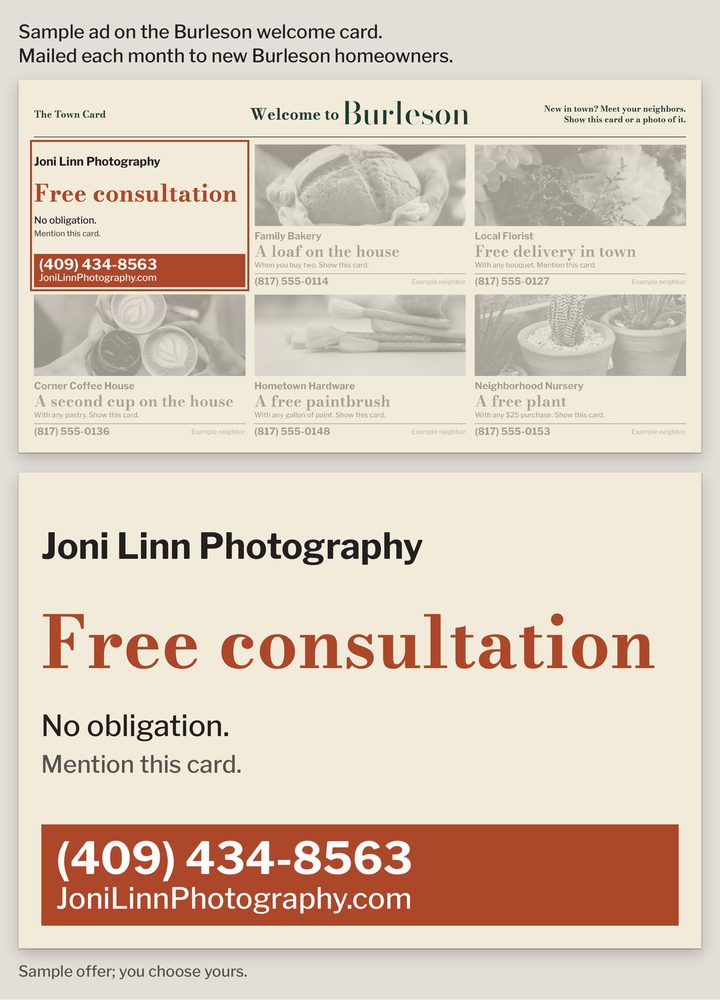 Sample ad on the Burleson welcome card.
Mailed each month to new Burleson homeowners.
The Town Card
Welcome to Burleson
New in town? Meet your neighbors.
Show this card or a photo of it.
Joni Linn Photography
Free consultation
No obligation.
Mention this card.
(409) 434-8563
JoniLinnPhotography.com
Family Bakery
A loaf on the house
When you buy two. Show this card.
(817) 555-0114
Example neighbor
Local Florist
Free delivery in town
With any bouquet. Mention this card.
(817) 555-0127
Example neighbor
Corner Coffee House
A second cup on the house
With any pastry. Show this card.
(817) 555-0136
Example neighbor
Hometown Hardware
A free paintbrush
With any gallon of paint. Show this card.
(817) 555-0148
Example neighbor
Neighborhood Nursery
A free plant
With any $25 purchase. Show this card.
(817) 555-0153
Example neighbor
Joni Linn Photography
Free consultation
No obligation.
Mention this card.
(409) 434-8563
JoniLinnPhotography.com
Sample offer; you choose yours.